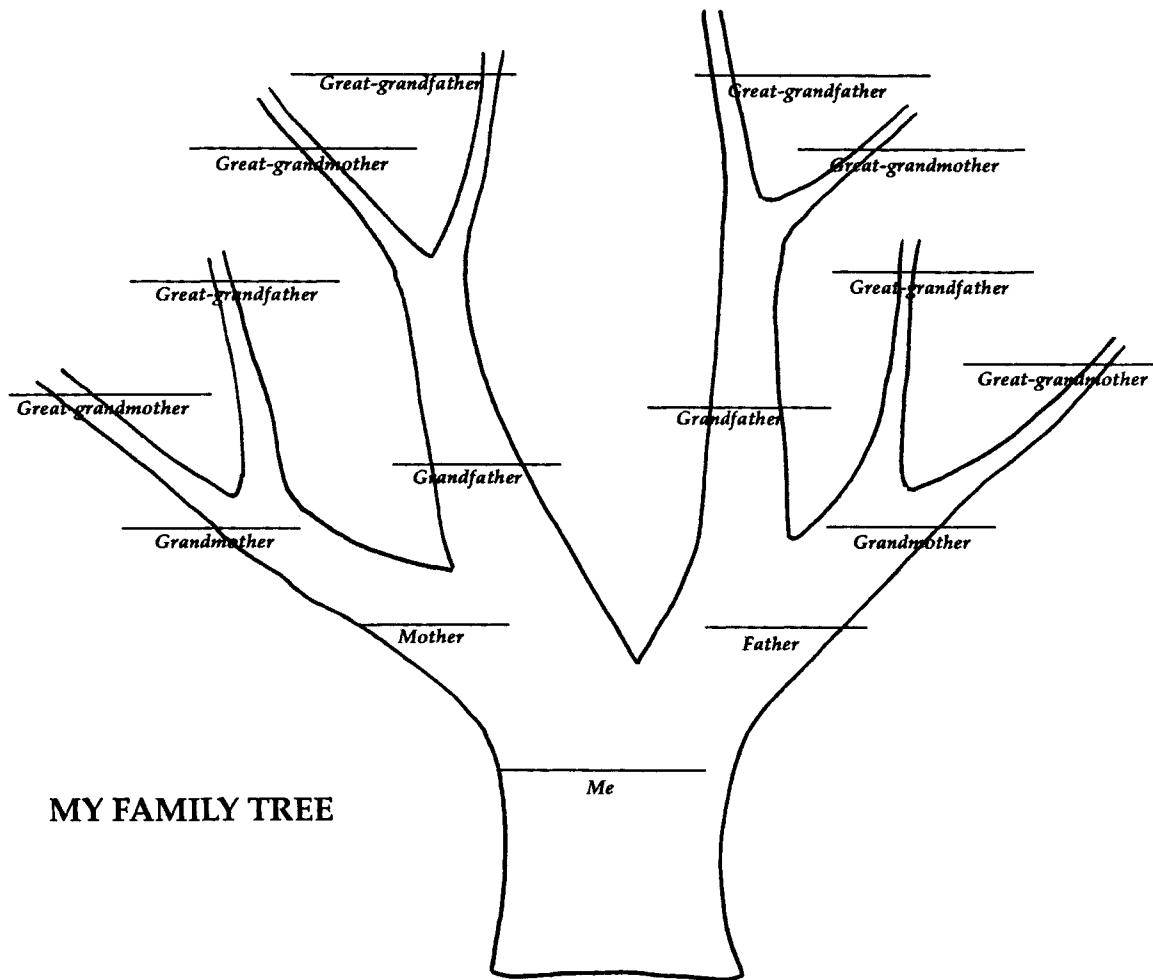 Great-grandfather
Great-grandfather
Great-grandmother
Great-grandmother
Great-grandfather
Great-grandfather
Great-grandmother
Great-grandmother
Grandfather
Grandfather
Grandmother
Grandmother
Mother
Father
Me
MY FAMILY TREE